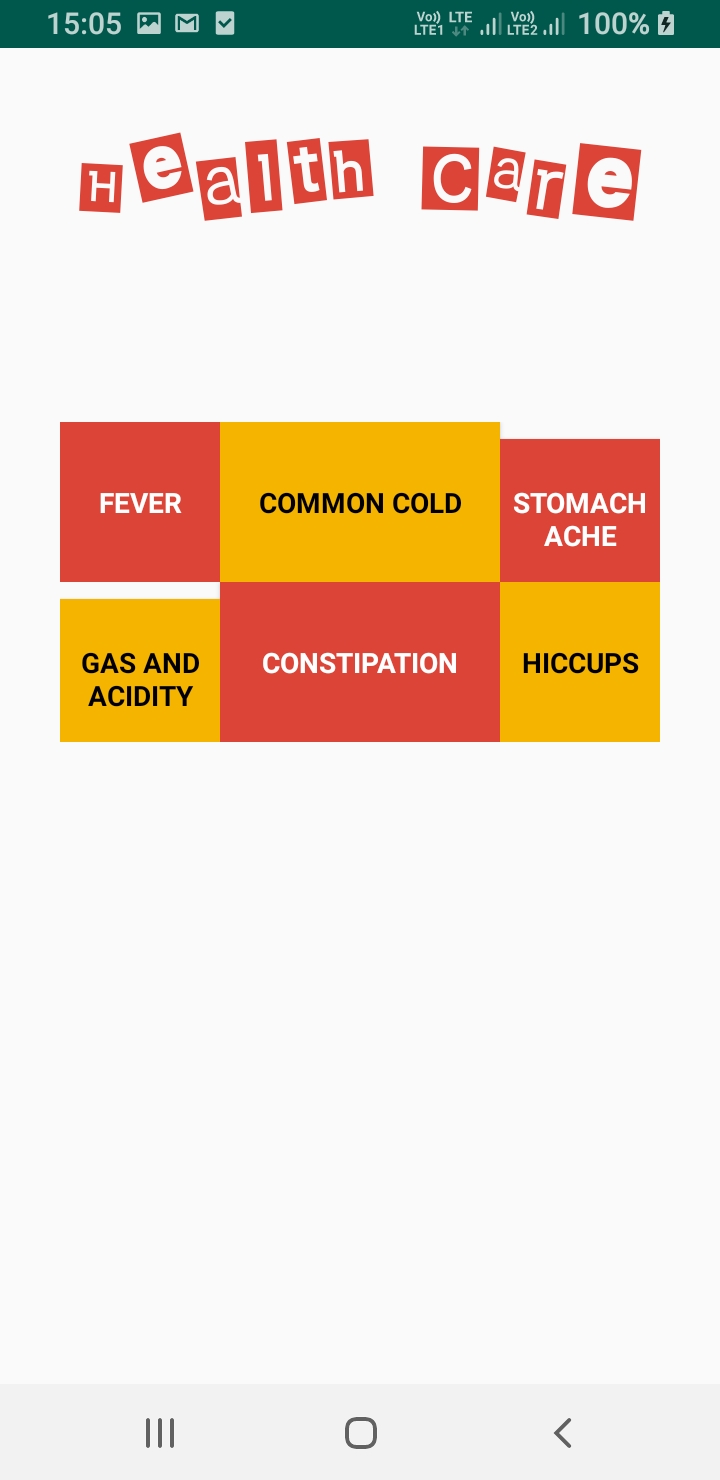 15:05 Vo)) LTE1 LTE Vo)) LTE2 100%
Health Care
FEVER
COMMON COLD
STOMACH
ACHE
GAS AND
ACIDITY
CONSTIPATION
HICCUPS